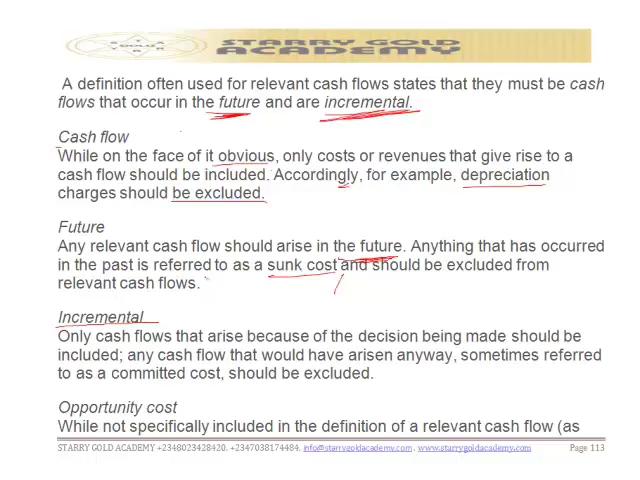 STARRY GOLD
ACADEMY
A definition often used for relevant cash flows states that they must be cash
flows that occur in the future and are incremental.
Cash flow
While on the face of it obvious, only costs or revenues that give rise to a
cash flow should be included. Accordingly, for example, depreciation
charges should be excluded.
Future
Any relevant cash flow should arise in the future. Anything that has occurred
in the past is referred to as a sunk cost and should be excluded from
relevant cash flows.
Incremental
Only cash flows that arise because of the decision being made should be
included; any cash flow that would have arisen anyway, sometimes referred
to as a committed cost, should be excluded.
Opportunity cost
While not specifically included in the definition of a relevant cash flow (as
STARRY GOLD ACADEMY +2348023428420, +2347038174484, info@starrygoldacademy.com, www.starrygoldacademy.com Page 113